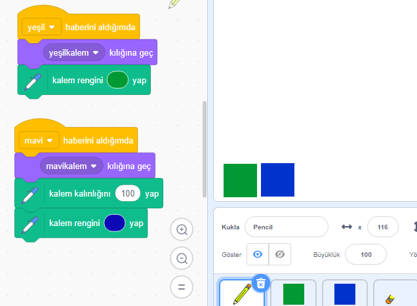 yeşil haberini aldığımda
yeşilkalem kılığına geç
kalem rengini yap
mavi haberini aldığımda
mavikalem kılığına geç
kalem kalınlığını 100 yap
kalem rengini yap
Kukla Pencil x 116
Göster Büyüklük 100